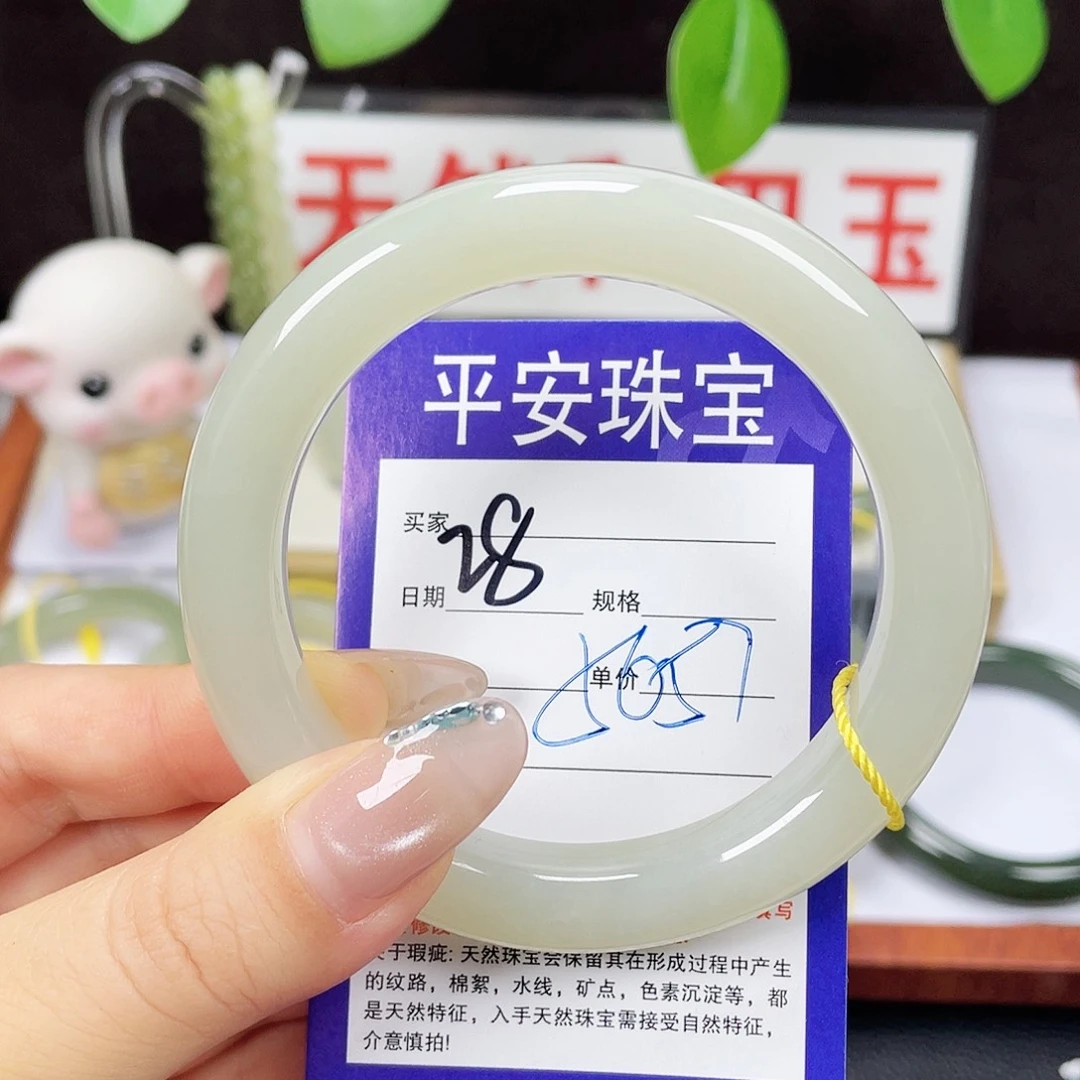 天 玉
平安珠宝
买家 28
日期 规格
单价
关于瑕疵: 天然珠宝会保留其在形成过程中产生
的纹路，棉絮，水线，矿点，色素沉淀等，都
是天然特征，入手天然珠宝需接受自然特征，
介意慎拍!